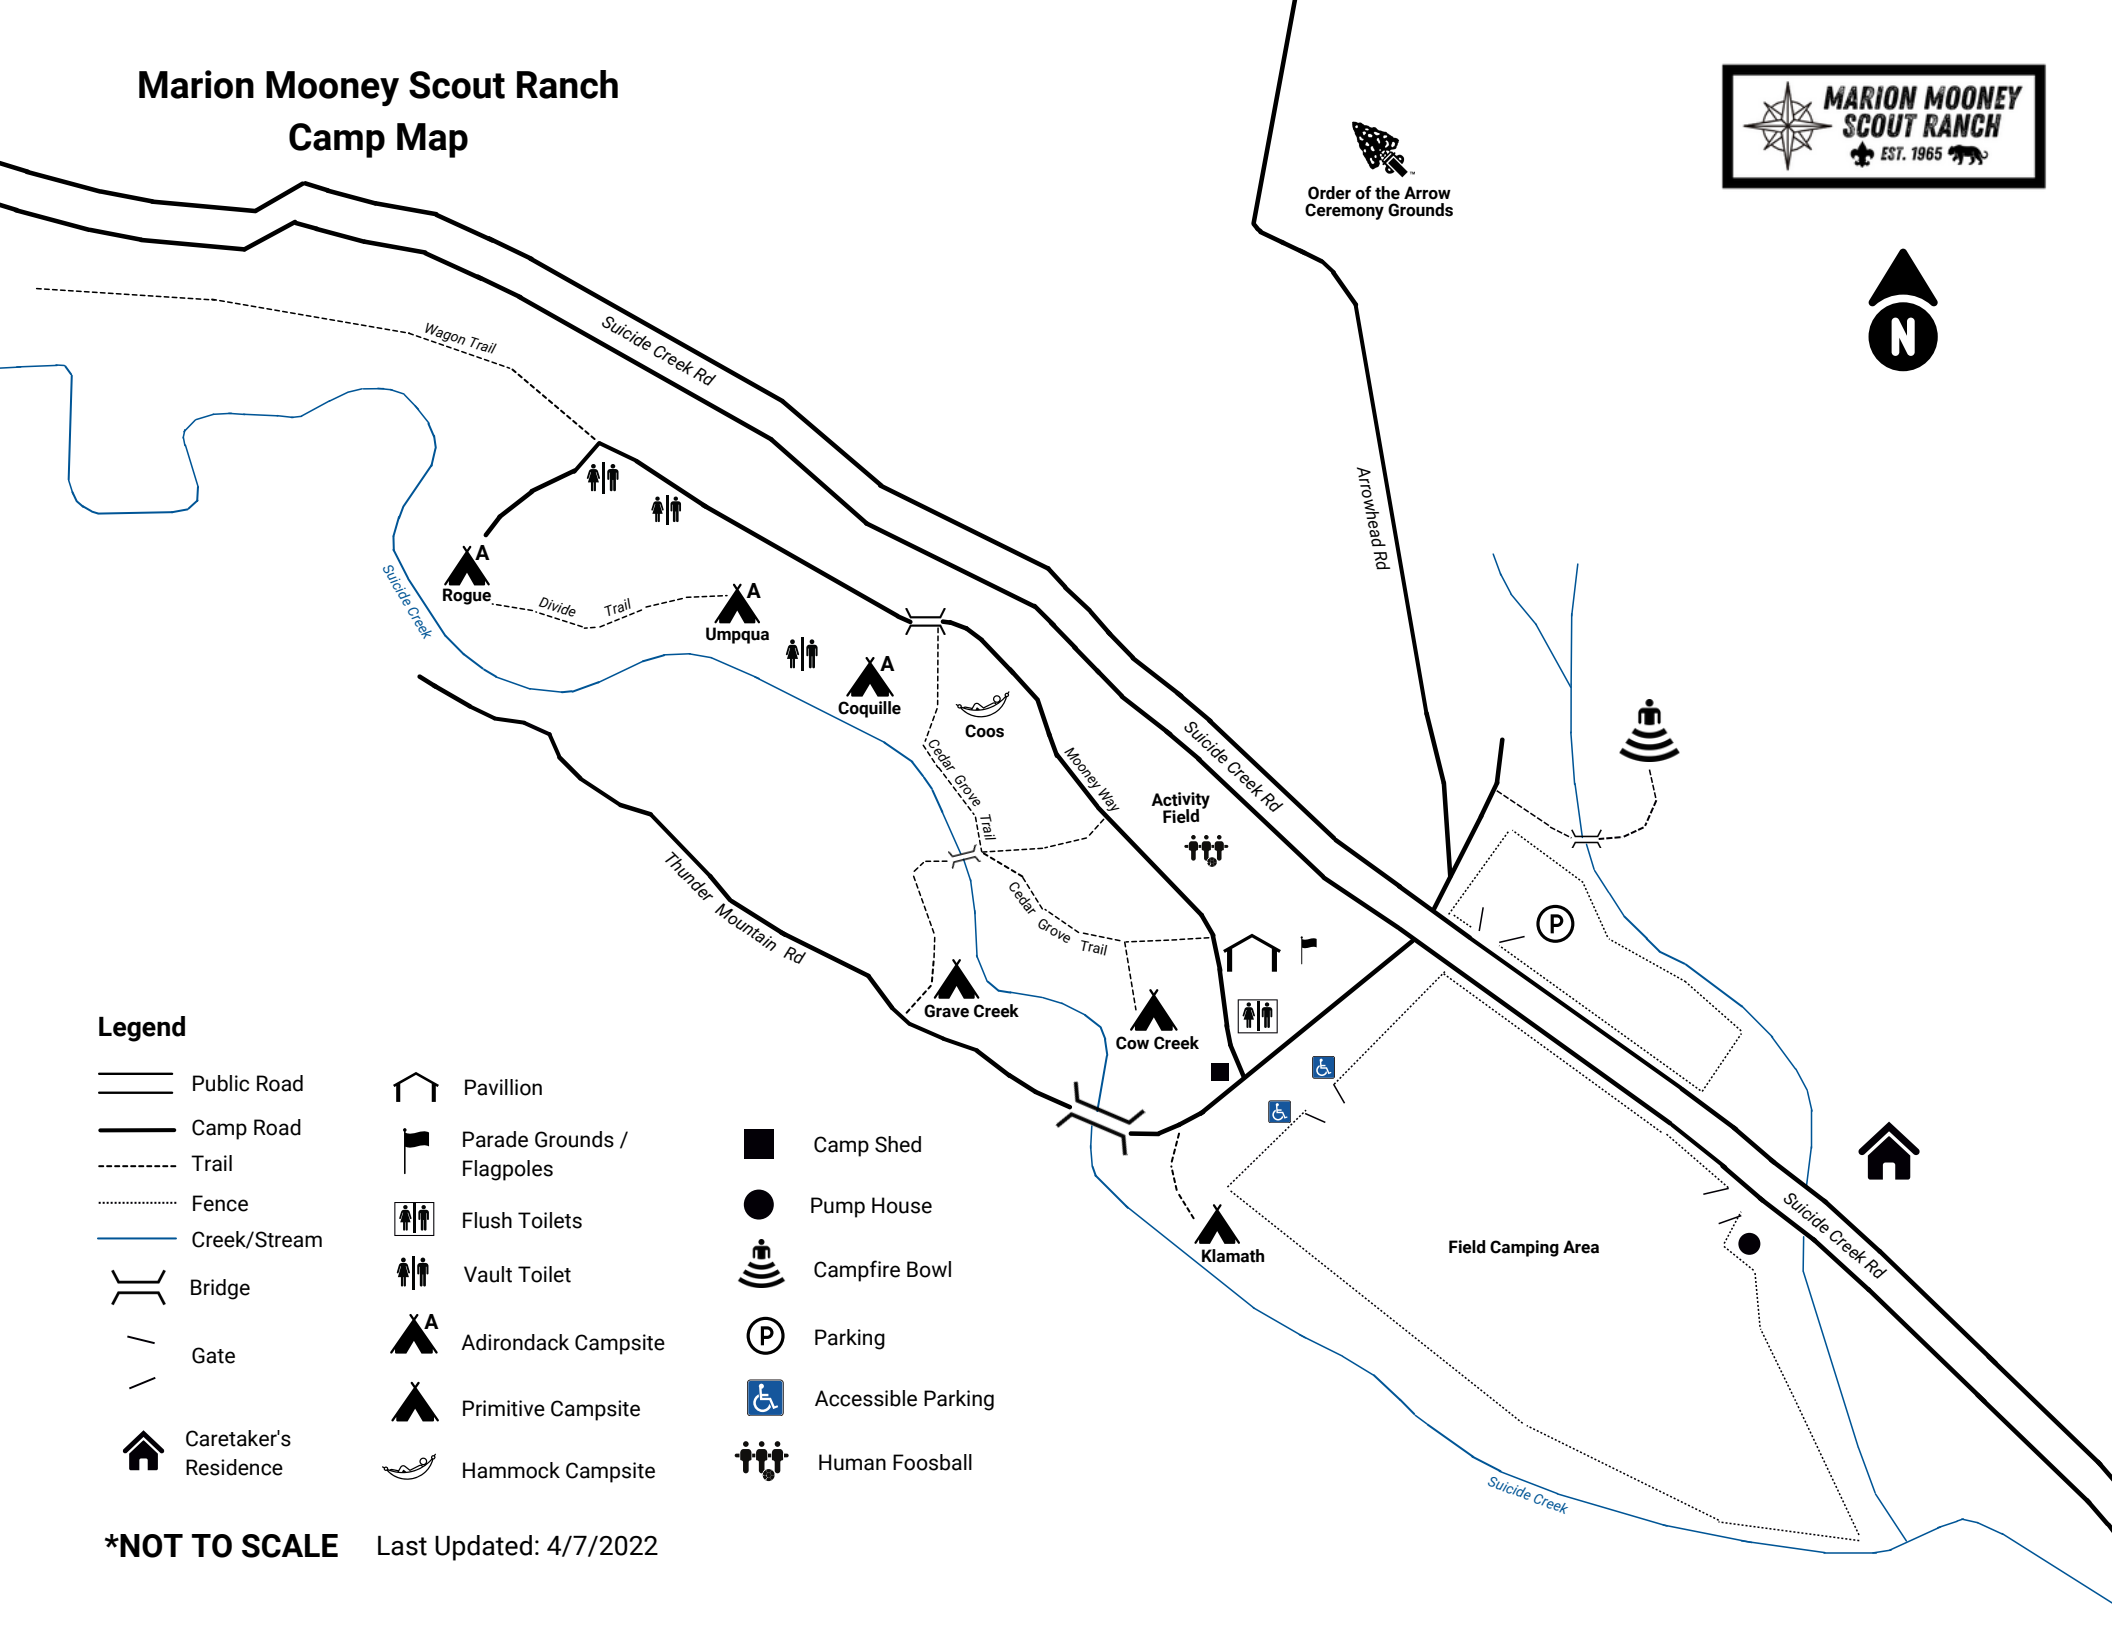 Marion Mooney Scout Ranch
Camp Map
MARION MOONEY
SCOUT RANCH
EST. 1965
Order of the Arrow
Ceremony Grounds
TM
N
Wagon Trail
Suicide Creek Rd
Arrowhead Rd
A
Rogue
Suicide Creek
Divide Trail
A
Umpqua
A
Coquille
Coos
Cedar Grove Trail
Mooney Way
Suicide Creek Rd
Activity
Field
Thunder Mountain Rd
Cedar Grove Trail
P
Grave Creek
Cow Creek
Klamath
Field Camping Area
Suicide Creek Rd
Suicide Creek
Legend
Public Road
Camp Road
Trail
Fence
Creek/Stream
Bridge
Gate
Caretaker's
Residence
Pavillion
Parade Grounds /
Flagpoles
Flush Toilets
Vault Toilet
A
Adirondack Campsite
Primitive Campsite
Hammock Campsite
Camp Shed
Pump House
Campfire Bowl
P
Parking
Accessible Parking
Human Foosball
*NOT TO SCALE
Last Updated: 4/7/2022